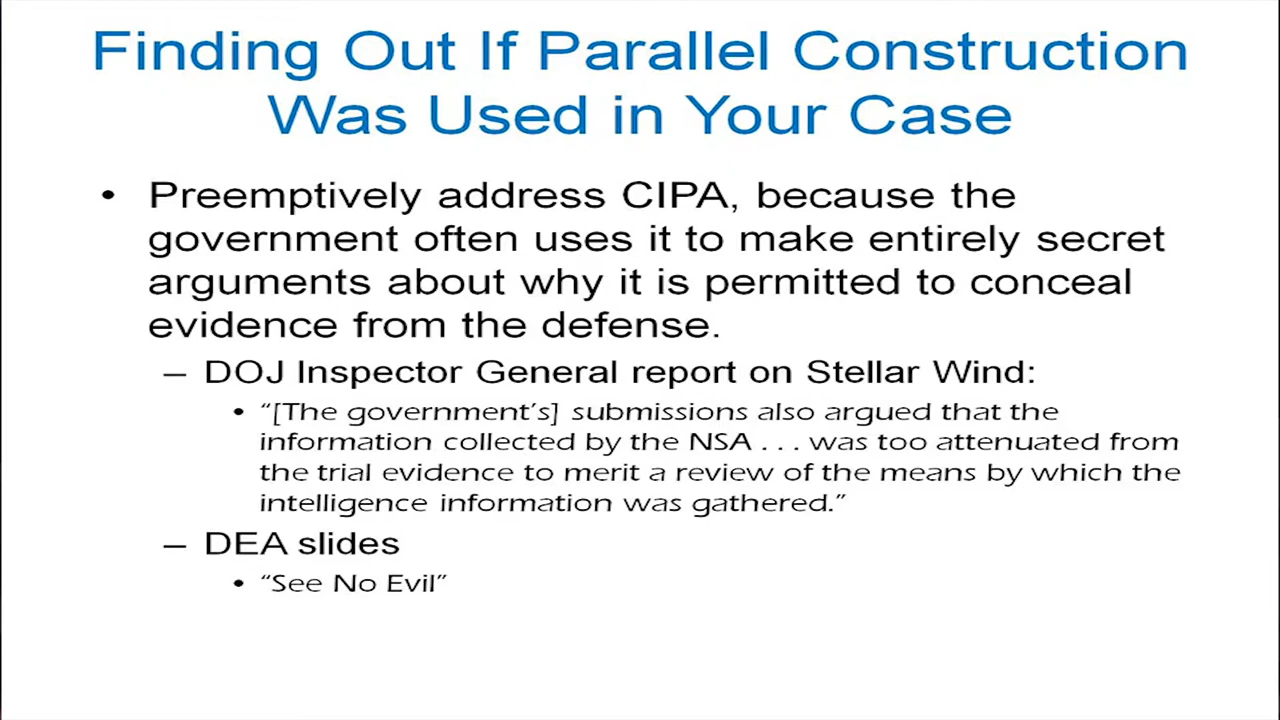 Finding Out If Parallel Construction
Was Used in Your Case
• Preemptively address CIPA, because the
government often uses it to make entirely secret
arguments about why it is permitted to conceal
evidence from the defense.
– DOJ Inspector General report on Stellar Wind:
• “[The government’s] submissions also argued that the
information collected by the NSA . . . was too attenuated from
the trial evidence to merit a review of the means by which the
intelligence information was gathered.”
– DEA slides
• “See No Evil”